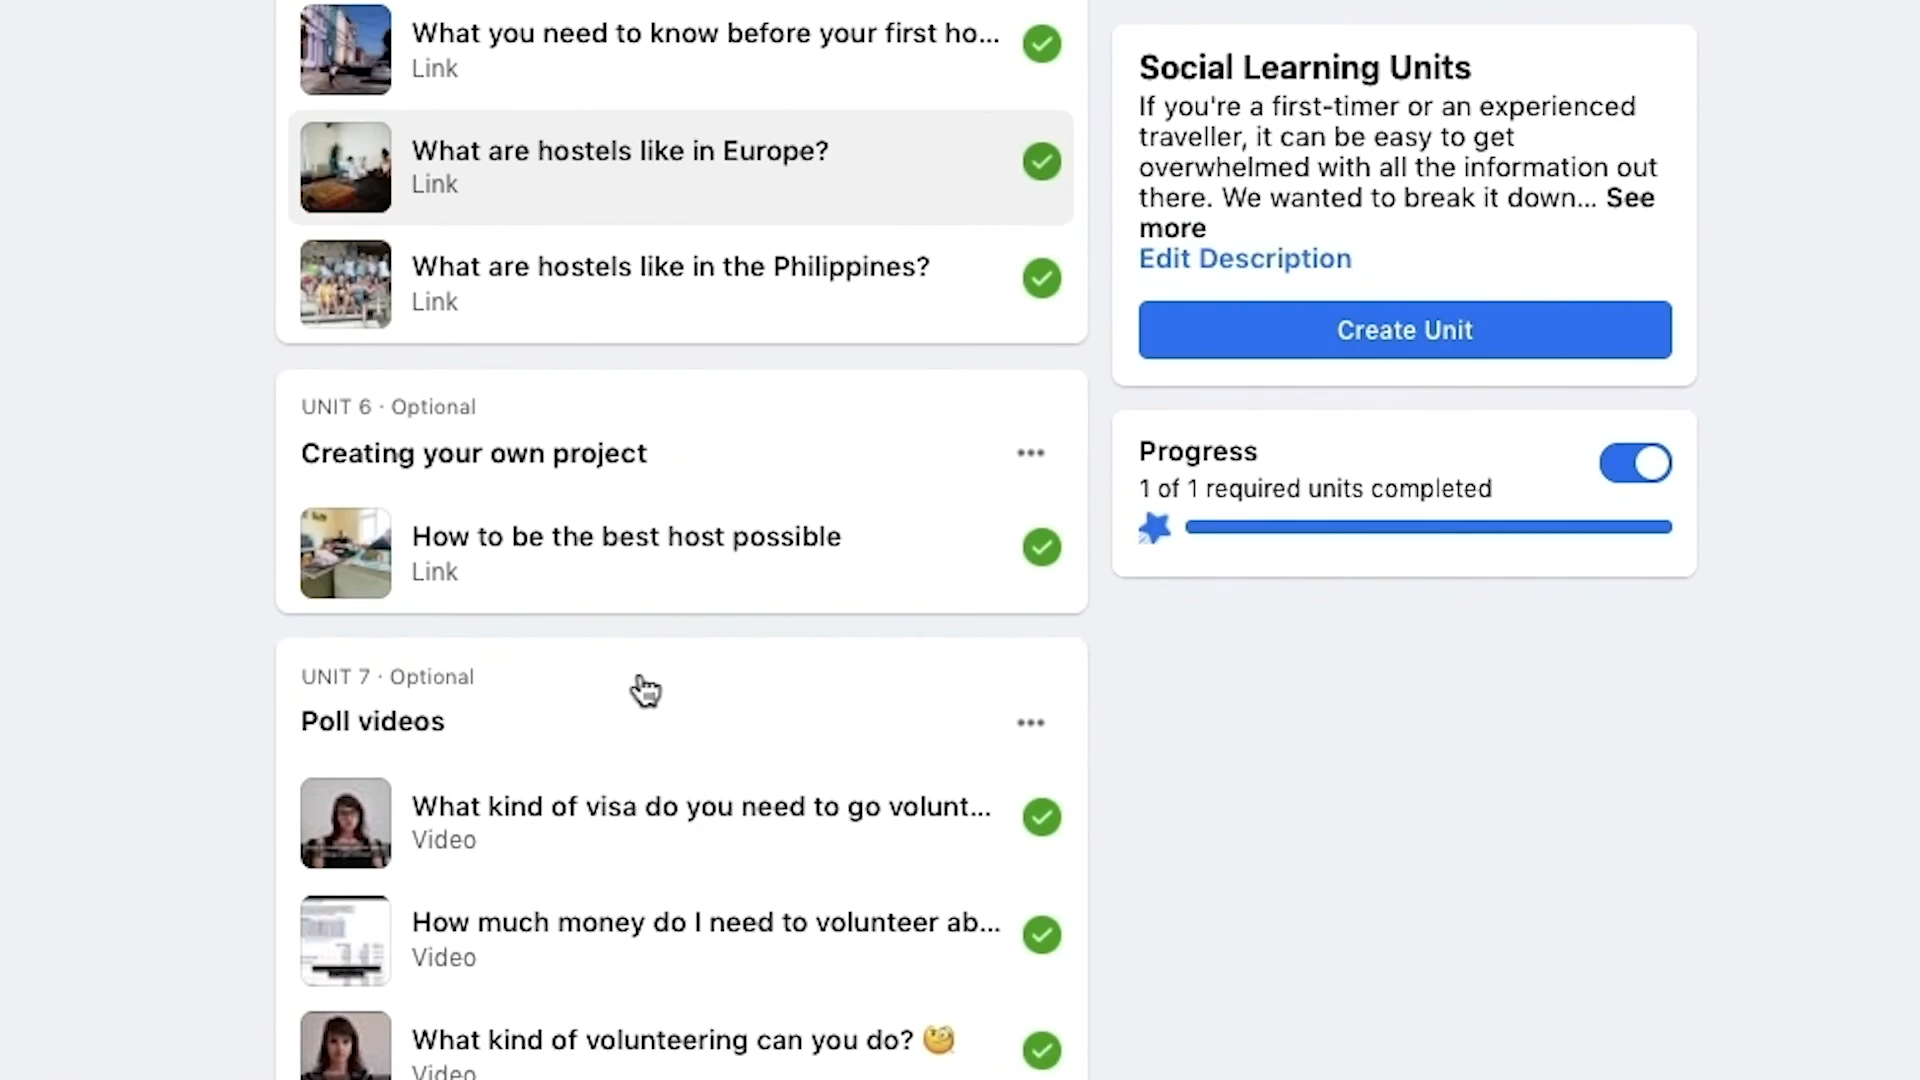 What you need to know before your first ho...
Link
What are hostels like in Europe?
Link
What are hostels like in the Philippines?
Link
UNIT 6 · Optional
Creating your own project
How to be the best host possible
Link
UNIT 7 · Optional
Poll videos
What kind of visa do you need to go volunt...
Video
How much money do I need to volunteer ab...
Video
What kind of volunteering can you do? 🧐
Video
Social Learning Units
If you're a first-timer or an experienced
traveller, it can be easy to get
overwhelmed with all the information out
there. We wanted to break it down... See
more
Edit Description
Create Unit
Progress
1 of 1 required units completed